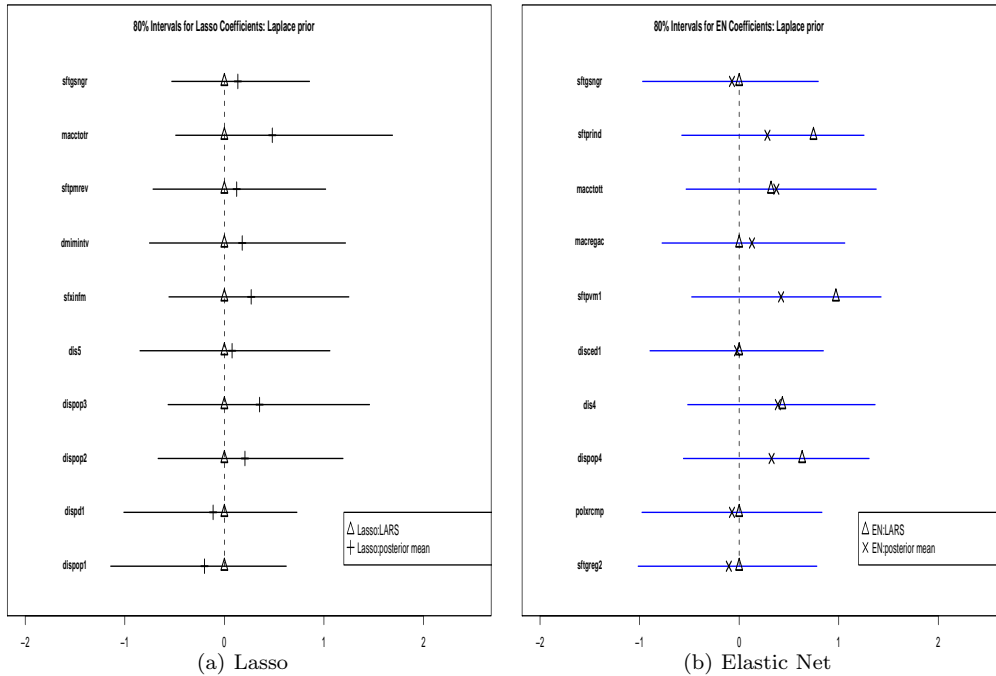 80% Intervals for Lasso Coefficients: Laplace prior
sftgsngr
macctotr
sftpmrev
dmimintv
sfxinfm
dis5
dispop3
dispop2
dispd1
dispop1
Lasso:LARS
Lasso:posterior mean
−2 −1 0 1 2
(a) Lasso
80% Intervals for EN Coefficients: Laplace prior
sftgsngr
sftprind
macctott
macregac
sftpvm1
disced1
dis4
dispop4
polxrcmp
sftgreg2
EN:LARS
EN:posterior mean
−2 −1 0 1 2
(b) Elastic Net